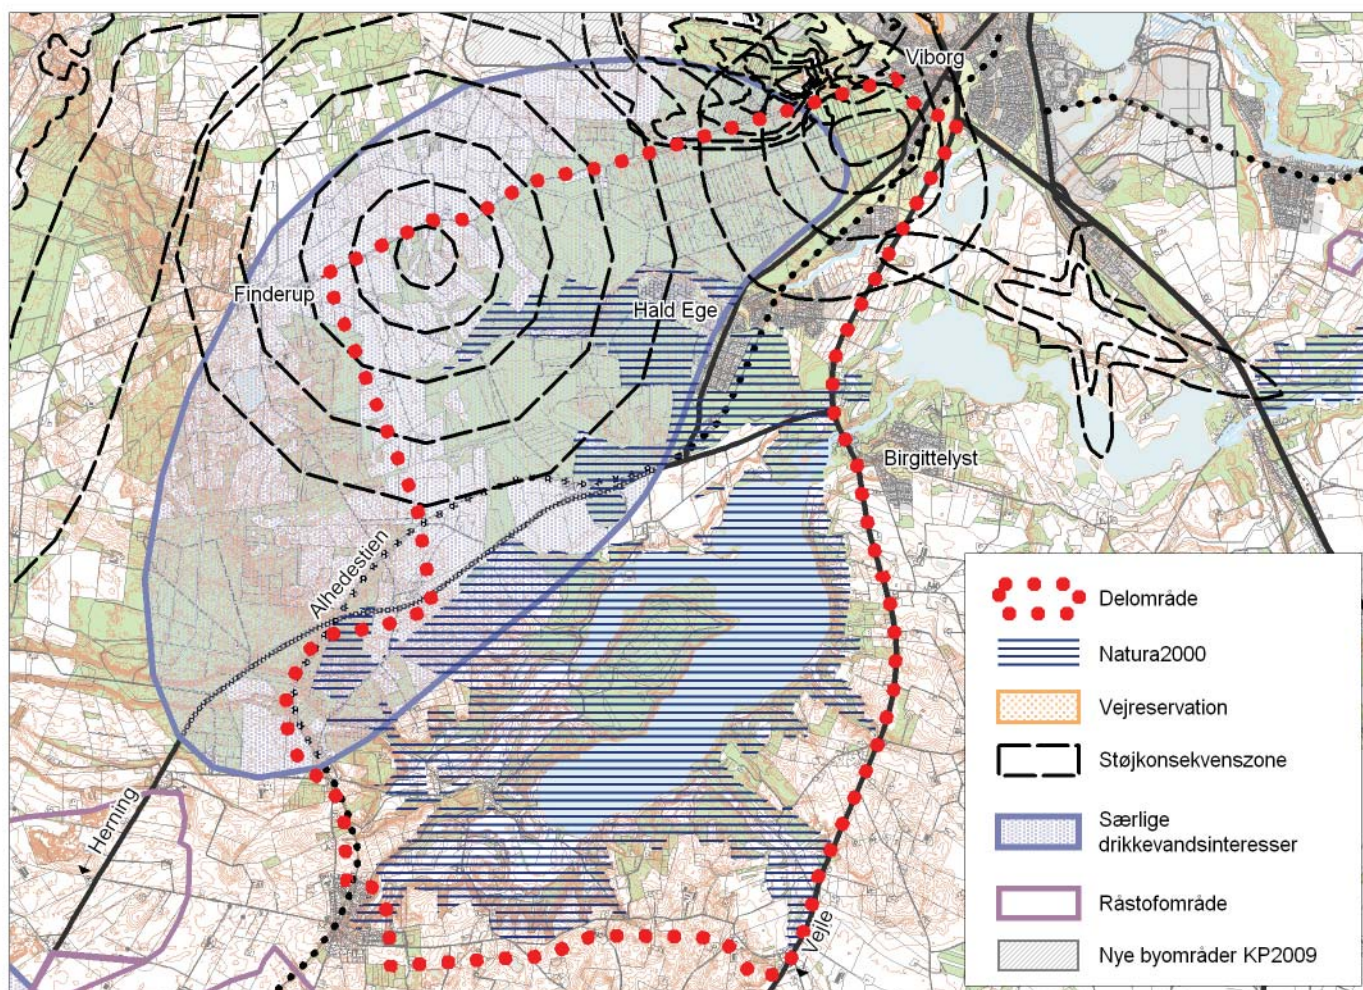 Viborg
Finderup
Hald Ege
Birgittelyst
Alhedestien
Herning
Vejle
Delområde
Natura2000
Vejreservation
Støjkonsekvenszone
Særlige
drikkevandsinteresser
Råstofområde
Nye byområder KP2009